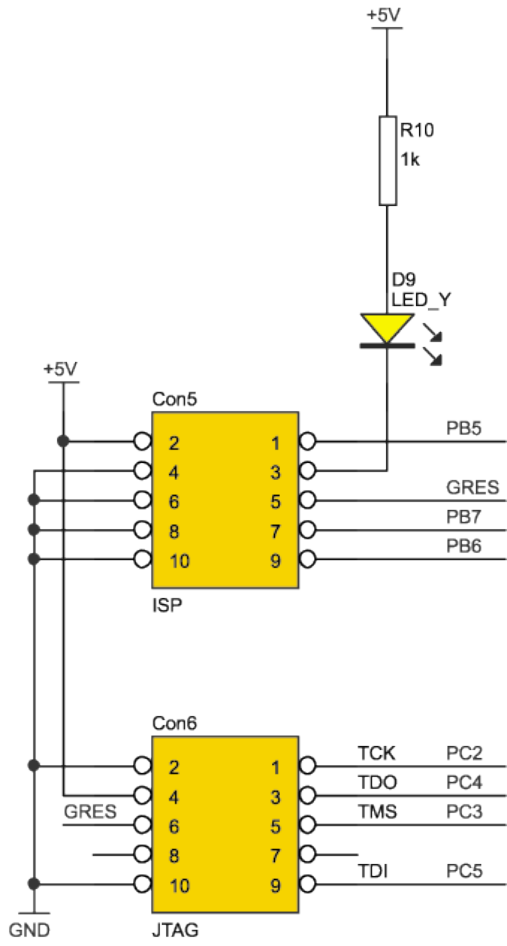 +5V
R10
1k
D9
LED_Y
+5V
Con5
2 1 PB5
4 3
6 5 GRES
8 7 PB7
10 9 PB6
ISP
Con6
2 1 TCK PC2
4 3 TDO PC4
GRES 6 5 TMS PC3
8 7
10 9 TDI PC5
GND JTAG